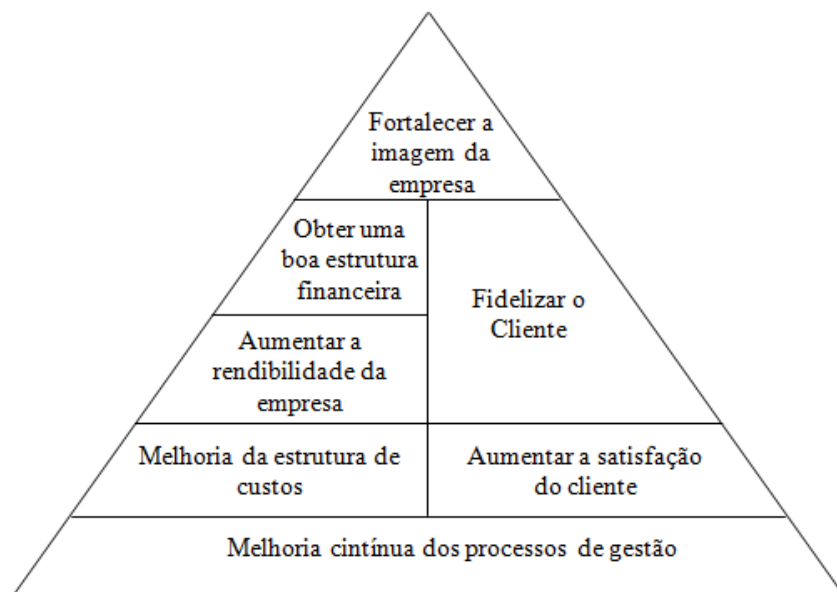 Fortalecer a
imagem da
empresa
Obter uma
boa estrutura
financeira
Fidelizar o
Cliente
Aumentar a
rendibilidade da
empresa
Melhoria da estrutura de
custos
Aumentar a satisfação
do cliente
Melhoria cintínua dos processos de gestão